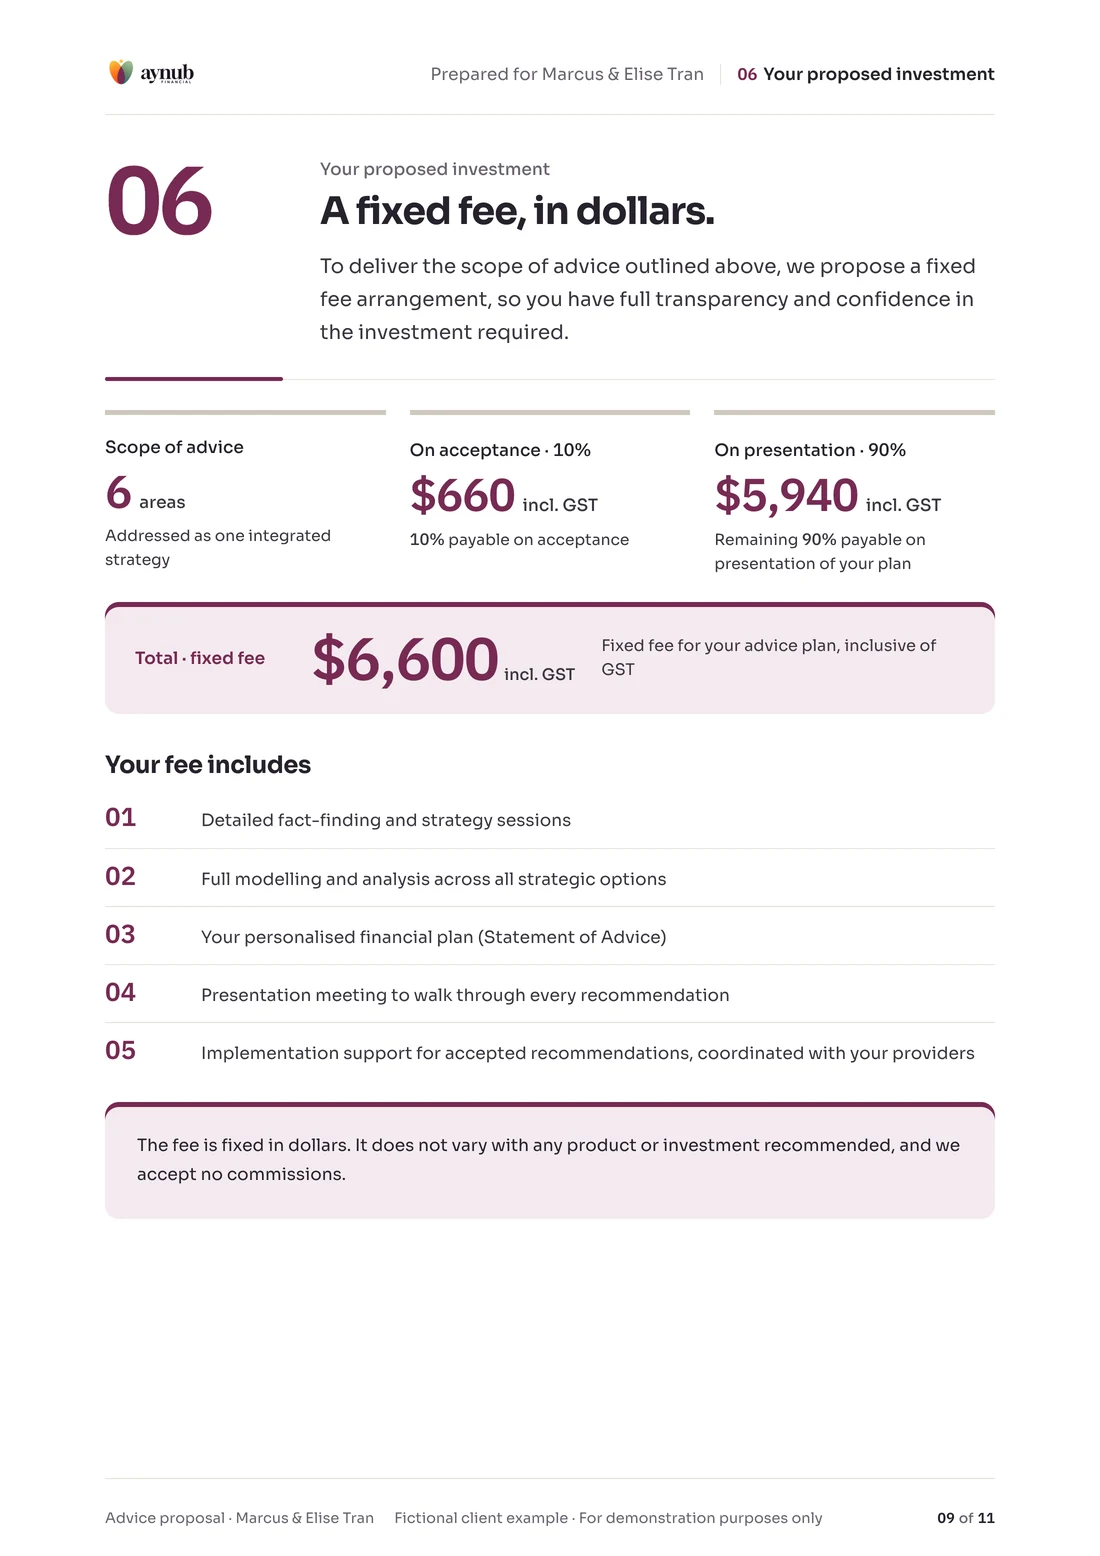 aynub
FINANCIAL
Prepared for Marcus & Elise Tran
06 Your proposed investment
06
Your proposed investment
A fixed fee, in dollars.
To deliver the scope of advice outlined above, we propose a fixed
fee arrangement, so you have full transparency and confidence in
the investment required.
Scope of advice
6 areas
Addressed as one integrated
strategy
On acceptance · 10%
$660 incl. GST
10% payable on acceptance
On presentation · 90%
$5,940 incl. GST
Remaining 90% payable on
presentation of your plan
Total · fixed fee
$6,600 incl. GST
Fixed fee for your advice plan, inclusive of
GST
Your fee includes
01 Detailed fact-finding and strategy sessions
02 Full modelling and analysis across all strategic options
03 Your personalised financial plan (Statement of Advice)
04 Presentation meeting to walk through every recommendation
05 Implementation support for accepted recommendations, coordinated with your providers
The fee is fixed in dollars. It does not vary with any product or investment recommended, and we
accept no commissions.
Advice proposal · Marcus & Elise Tran
Fictional client example · For demonstration purposes only
09 of 11